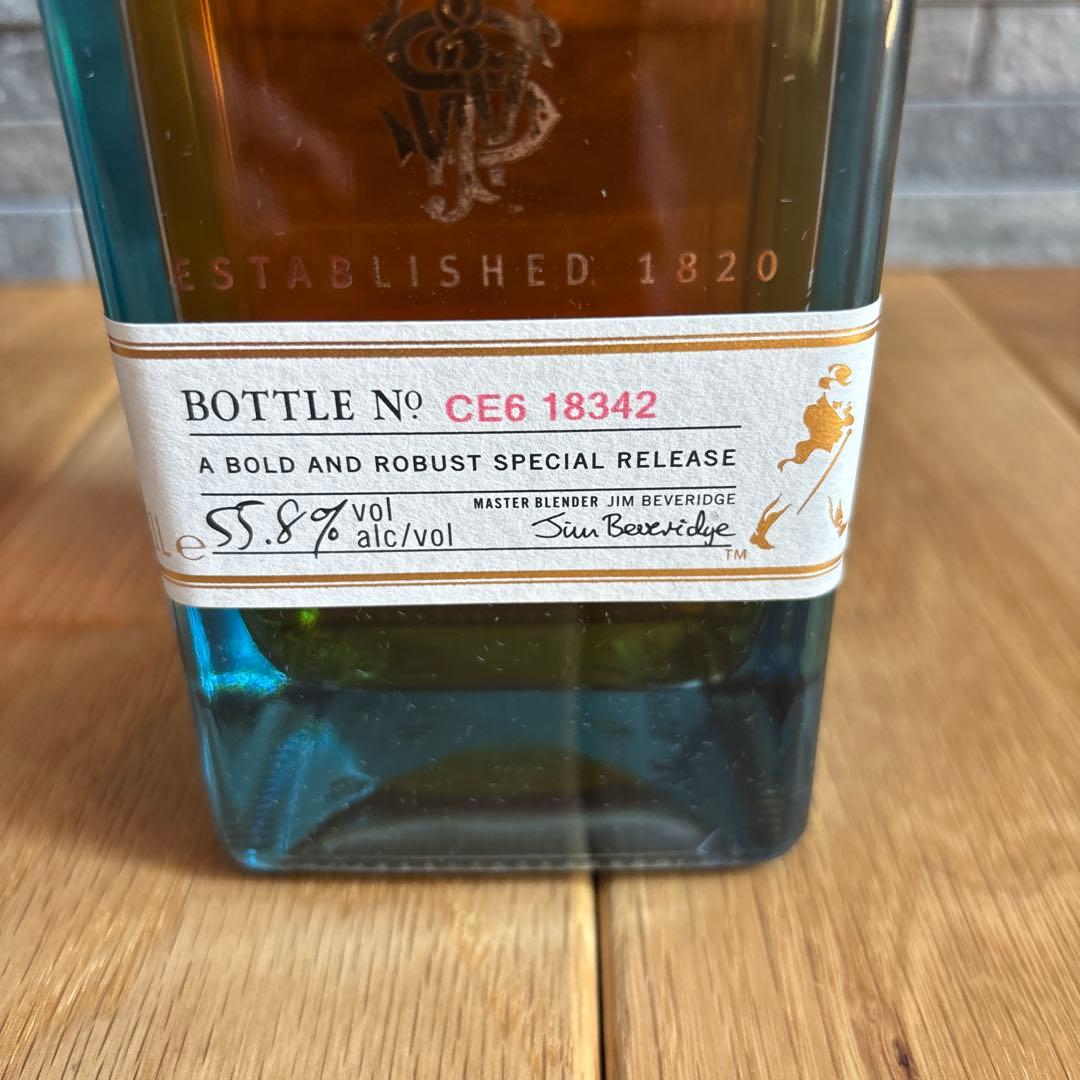 ESTABLISHED 1820
BOTTLE Nº CE6 18342
A BOLD AND ROBUST SPECIAL RELEASE
L e 55.8% vol alc/vol
MASTER BLENDER JIM BEVERIDGE
Jim Beveridge
TM